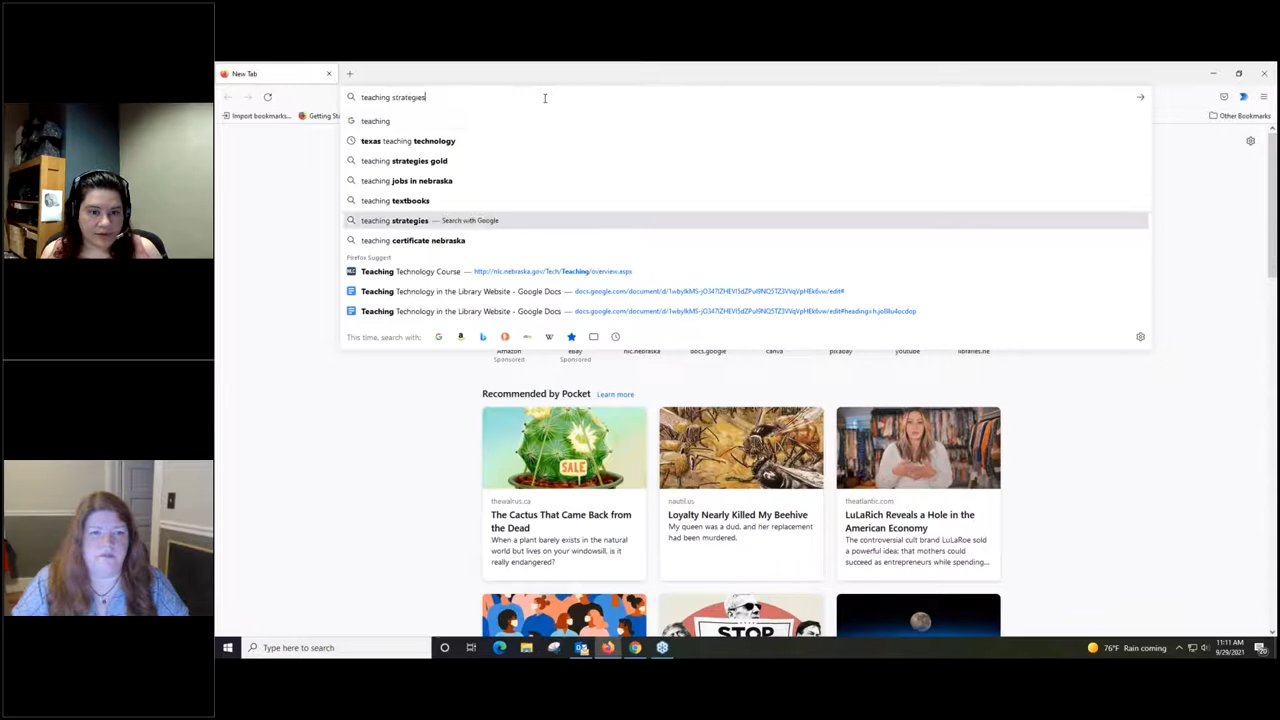 New Tab
teaching strategies
Import bookmarks...
Getting Sta
Other Bookmarks
teaching
texas teaching technology
teaching strategies gold
teaching jobs in nebraska
teaching textbooks
teaching strategies — Search with Google
teaching certificate nebraska
Firefox Suggest
Teaching Technology Course — http://nlc.nebraska.gov/Tech/Teaching/overview.asps
Teaching Technology in the Library Website - Google Docs —
Teaching Technology in the Library Website - Google Docs —
This time, search with:
Amazon
Sponsored
ebay
Sponsored
nlc.nebraska
docs.google
canva
pixabay
youtube
libraries.ne
Recommended by Pocket
Learn more
SALE
thewalrus.ca
The Cactus That Came Back from
the Dead
When a plant barely exists in the natural
world but lives on your windowsill, is it
really endangered?
nautil.us
Loyalty Nearly Killed My Beehive
My queen was a dud, and her replacement
had been murdered.
theatlantic.com
LuLaRich Reveals a Hole in the
American Economy
The controversial cult brand LuLaRoe sold
a powerful idea: that mothers could
succeed as entrepreneurs while spending...
STOP
Type here to search
76°F Rain coming
11:11 AM
9/29/2021
20